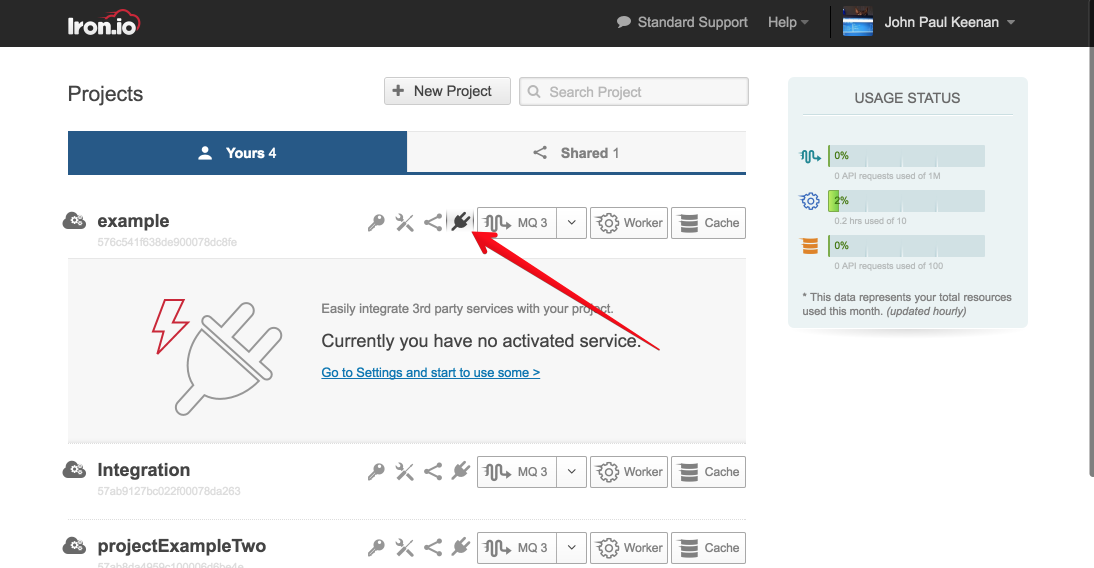 Iron.io
Standard Support Help John Paul Keenan
Projects
New Project
Search Project
Yours 4
Shared 1
example
576c541f638de900078dc8fe
MQ 3
Worker
Cache
Easily integrate 3rd party services with your project.
Currently you have no activated service.
Go to Settings and start to use some >
Integration
57ab9127bc022f00078da263
MQ 3
Worker
Cache
projectExampleTwo
MQ 3
Worker
Cache
USAGE STATUS
0%
0 API requests used of 1M
2%
0.2 hrs used of 10
0%
0 API requests used of 100
* This data represents your total resources
used this month. (updated hourly)